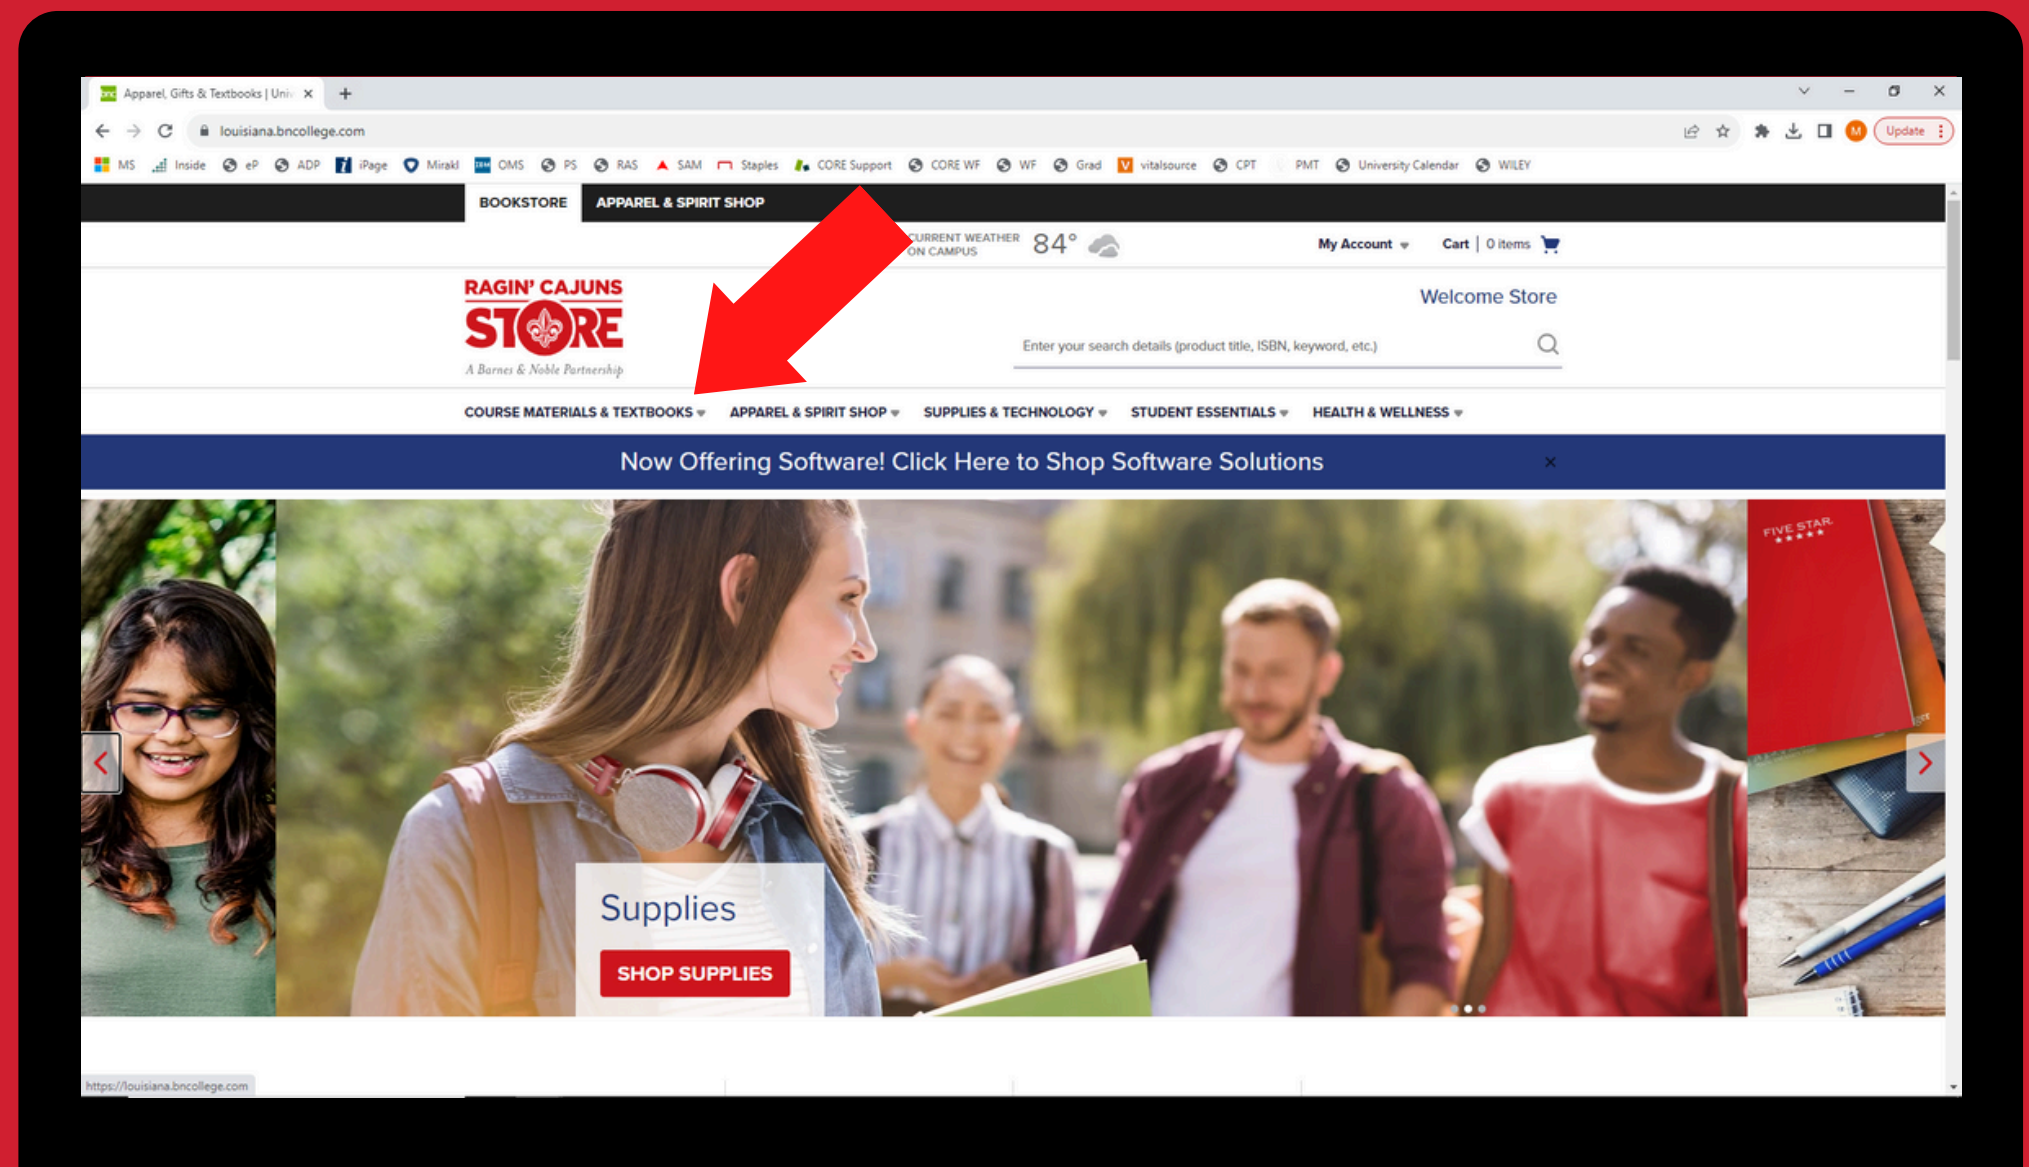 Apparel, Gifts & Textbooks | Univ
louisiana.bncollege.com
Update
MS Inside eP ADP iPage Mirakl OMS PS RAS SAM Staples CORE Support CORE WF WF Grad vitalsource CPT PMT University Calendar WILEY
BOOKSTORE APPAREL & SPIRIT SHOP
CURRENT WEATHER
ON CAMPUS
84°
My Account Cart | 0 items
RAGIN' CAJUNS
STORE
A Barnes & Noble Partnership
Welcome Store
Enter your search details (product title, ISBN, keyword, etc.)
COURSE MATERIALS & TEXTBOOKS APPAREL & SPIRIT SHOP SUPPLIES & TECHNOLOGY STUDENT ESSENTIALS HEALTH & WELLNESS
Now Offering Software! Click Here to Shop Software Solutions
FIVE STAR.
Supplies
SHOP SUPPLIES
https://louisiana.bncollege.com